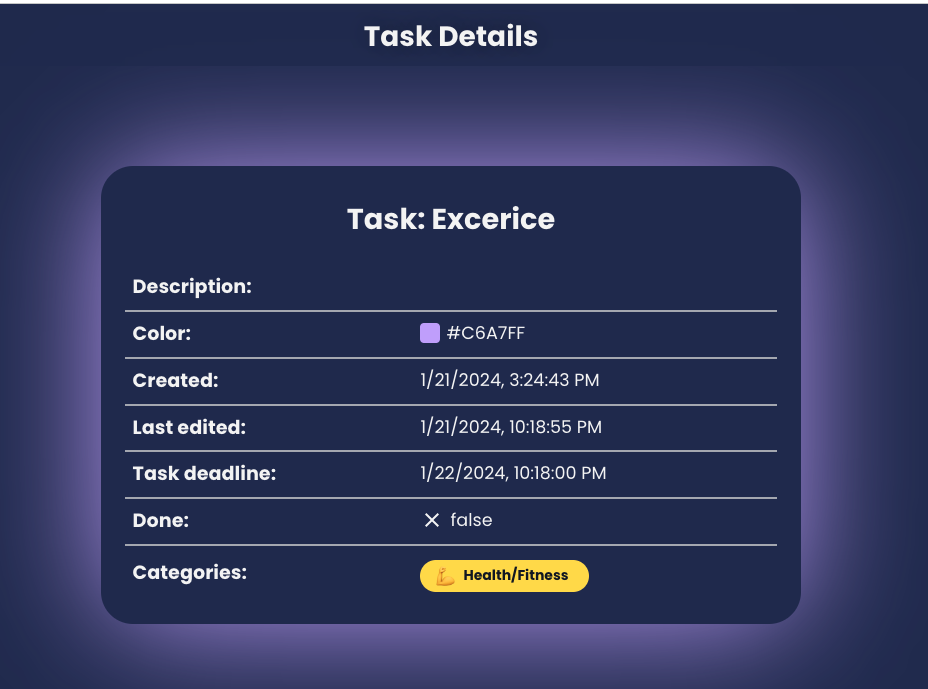 Task Details
Task: Excerice
Description:
Color: #C6A7FF
Created: 1/21/2024, 3:24:43 PM
Last edited: 1/21/2024, 10:18:55 PM
Task deadline: 1/22/2024, 10:18:00 PM
Done: false
Categories: Health/Fitness